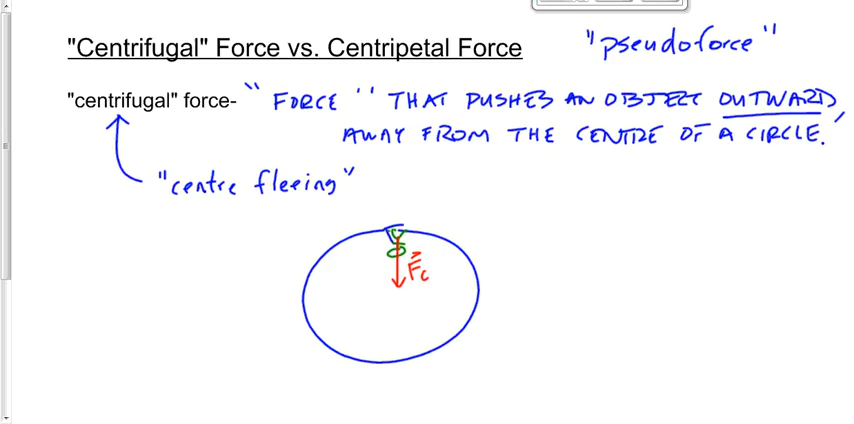 "Centrifugal" Force vs. Centripetal Force
"pseudoforce"
"centrifugal" force- "FORCE" THAT PUSHES AN OBJECT OUTWARD,
AWAY FROM THE CENTRE OF A CIRCLE.
"centre fleeing"
F⃗c